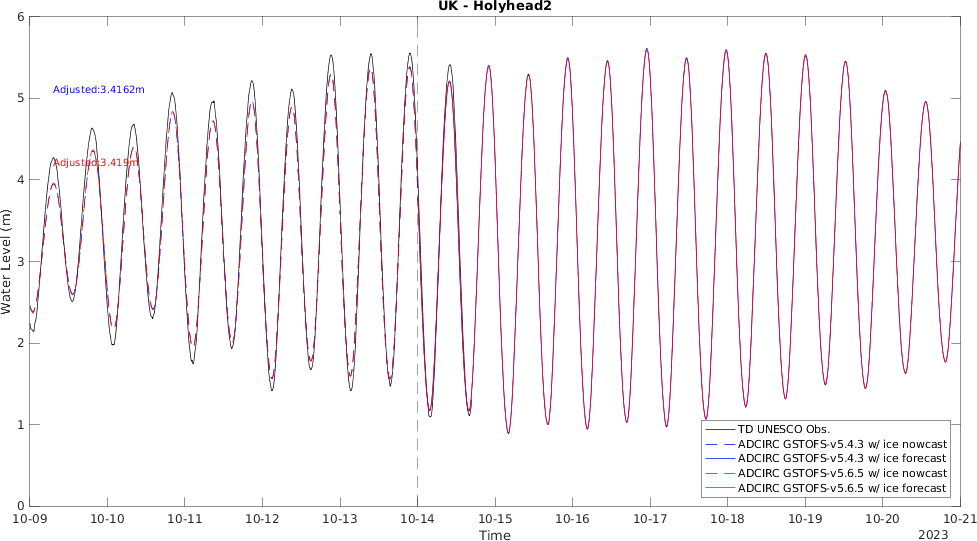 UK - Holyhead2
6
5
4
3
2
1
0
Water Level (m)
Adjusted:3.4162m
Adjusted:3.419m
TD UNESCO Obs.
ADCIRC GSTOFS-v5.4.3 w/ ice nowcast
ADCIRC GSTOFS-v5.4.3 w/ ice forecast
ADCIRC GSTOFS-v5.6.5 w/ ice nowcast
ADCIRC GSTOFS-v5.6.5 w/ ice forecast
10-09 10-10 10-11 10-12 10-13 10-14 10-15 10-16 10-17 10-18 10-19 10-20 10-21
Time
2023